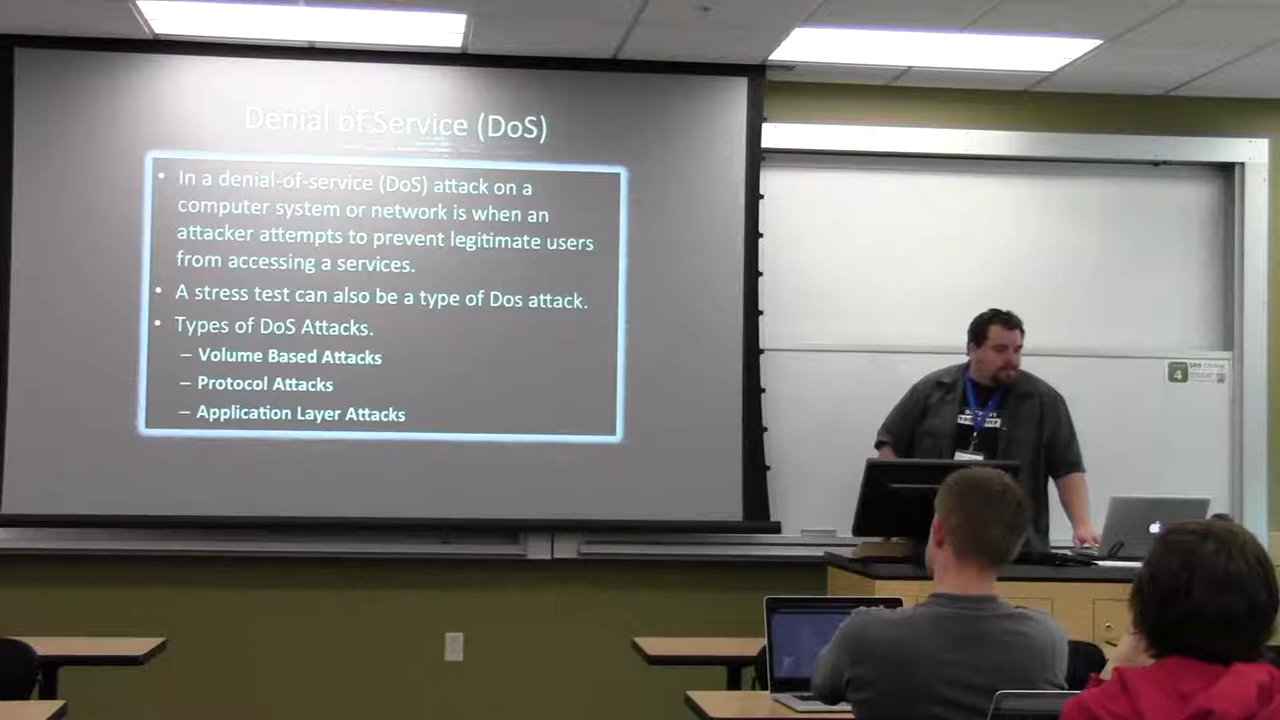 Denial of Service (DoS)
• In a denial-of-service (DoS) attack on a
computer system or network is when an
attacker attempts to prevent legitimate users
from accessing a services.
• A stress test can also be a type of Dos attack.
• Types of DoS Attacks.
– Volume Based Attacks
– Protocol Attacks
– Application Layer Attacks
4